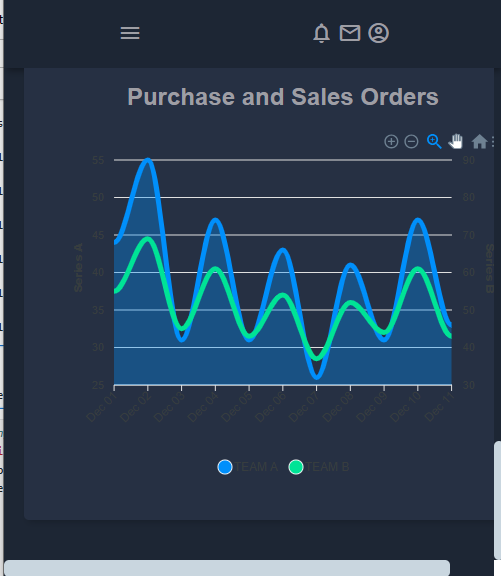 Purchase and Sales Orders
55 90
50 80
45 70
40 60
35 50
30 40
25 30
Series A
Series B
Dec 01 Dec 02 Dec 03 Dec 04 Dec 05 Dec 06 Dec 07 Dec 08 Dec 09 Dec 10 Dec 11
TEAM A TEAM B